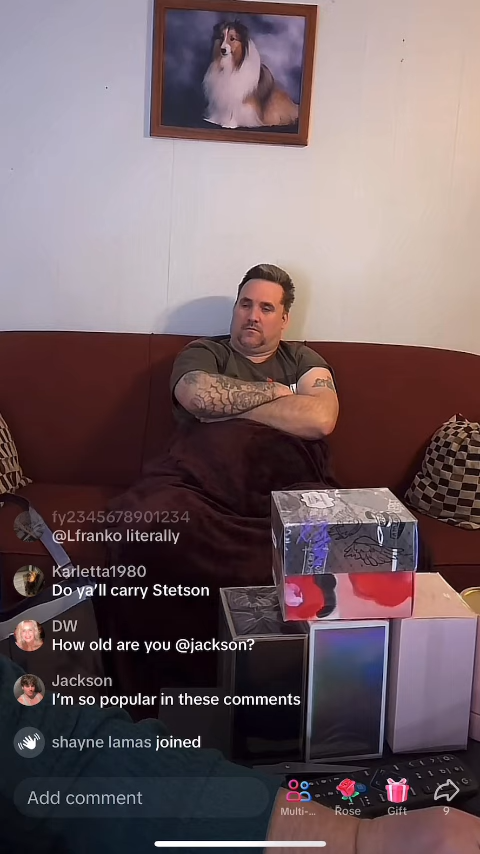 fy2345678901234
@Lfranko literally
Karletta1980
Do ya'll carry Stetson
DW
How old are you @jackson?
Jackson
I'm so popular in these comments
shayne lamas joined
Add comment
Multi-...
Rose
Gift
9